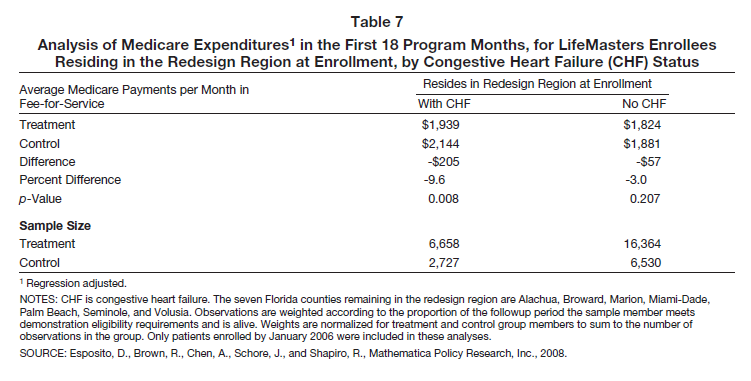 Table 7
Analysis of Medicare Expenditures¹ in the First 18 Program Months, for LifeMasters Enrollees
Residing in the Redesign Region at Enrollment, by Congestive Heart Failure (CHF) Status
Average Medicare Payments per Month in Resides in Redesign Region at Enrollment
Fee-for-Service With CHF No CHF
Treatment $1,939 $1,824
Control $2,144 $1,881
Difference -$205 -$57
Percent Difference -9.6 -3.0
p-Value 0.008 0.207
Sample Size
Treatment 6,658 16,364
Control 2,727 6,530
¹ Regression adjusted.
NOTES: CHF is congestive heart failure. The seven Florida counties remaining in the redesign region are Alachua, Broward, Marion, Miami-Dade,
Palm Beach, Seminole, and Volusia. Observations are weighted according to the proportion of the followup period the sample member meets
demonstration eligibility requirements and is alive. Weights are normalized for treatment and control group members to sum to the number of
observations in the group. Only patients enrolled by January 2006 were included in these analyses.
SOURCE: Esposito, D., Brown, R., Chen, A., Schore, J., and Shapiro, R., Mathematica Policy Research, Inc., 2008.